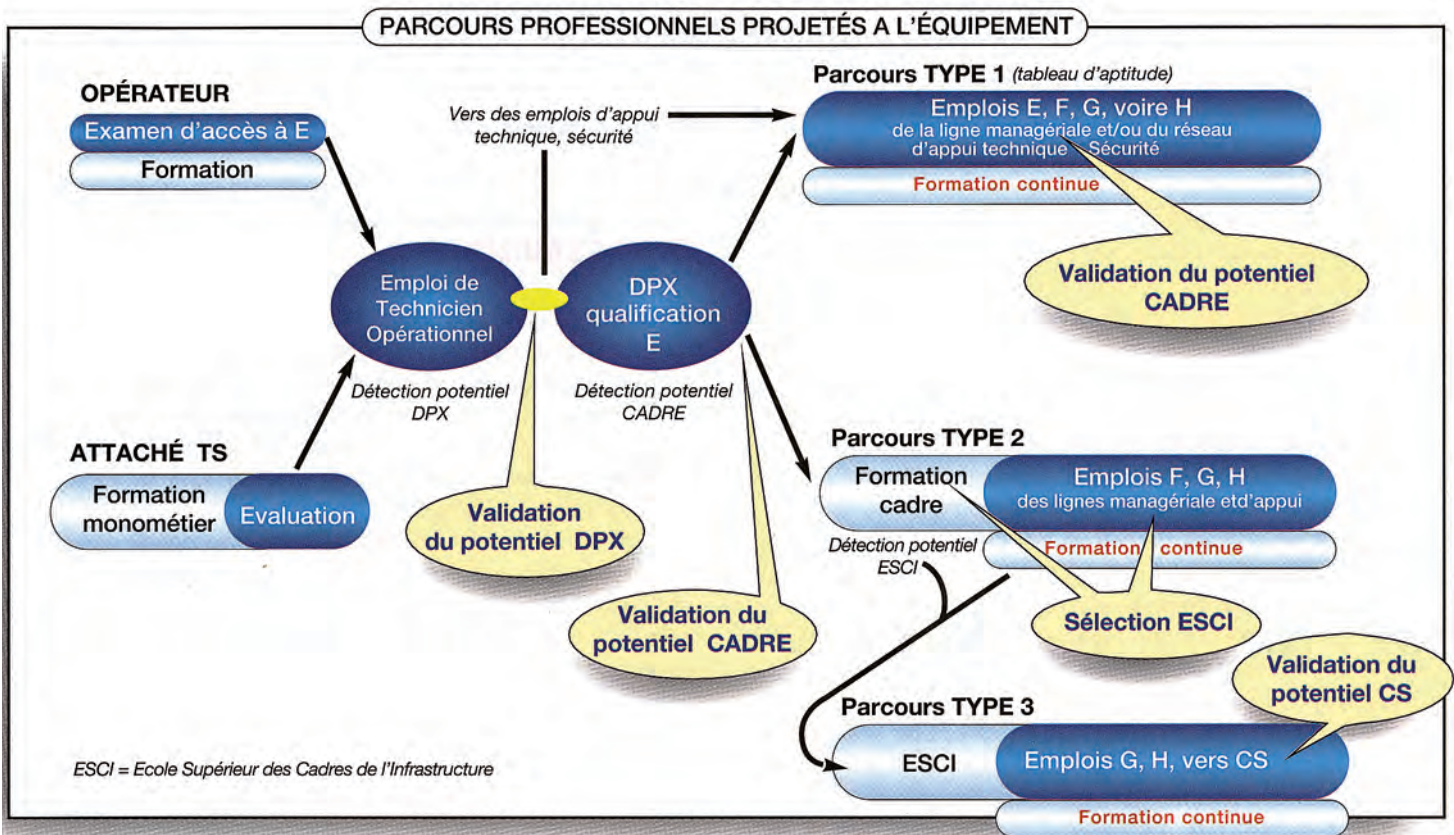 PARCOURS PROFESSIONNELS PROJETÉS A L'ÉQUIPEMENT
OPÉRATEUR
Examen d'accès à E
Formation
Vers des emplois d'appui
technique, sécurité
Parcours TYPE 1 (tableau d'aptitude)
Emplois E, F, G, voire H
de la ligne managériale et/ou du réseau
d'appui technique Sécurité
Formation continue
Validation du potentiel
CADRE
Emploi de
Technicien
Opérationnel
DPX
qualification
E
Détection potentiel
DPX
Détection potentiel
CADRE
ATTACHÉ TS
Formation
monométier
Evaluation
Validation
du potentiel DPX
Validation du
potentiel CADRE
Parcours TYPE 2
Formation
cadre
Emplois F, G, H
des lignes managériale etd'appui
Détection potentiel
ESCI
Formation continue
Sélection ESCI
Validation du
potentiel CS
Parcours TYPE 3
ESCI
Emplois G, H, vers CS
Formation continue
ESCI = Ecole Supérieur des Cadres de l'Infrastructure